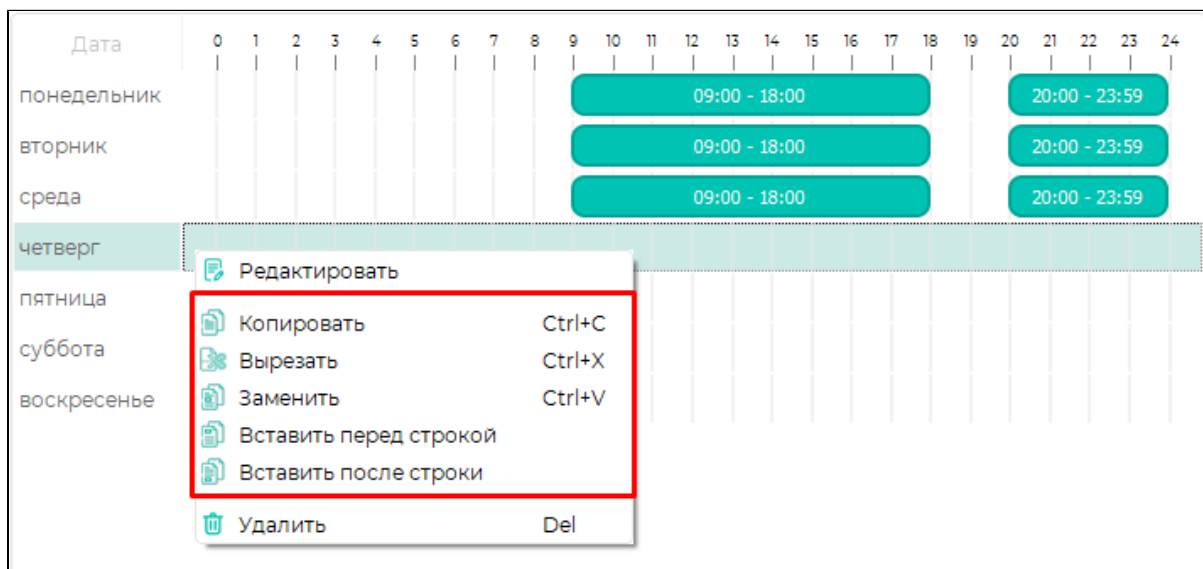 Дата 0 1 2 3 4 5 6 7 8 9 10 11 12 13 14 15 16 17 18 19 20 21 22 23 24
понедельник 09:00 - 18:00 20:00 - 23:59
вторник 09:00 - 18:00 20:00 - 23:59
среда 09:00 - 18:00 20:00 - 23:59
четверг
Редактировать
пятница
Копировать Ctrl+C
суббота
Вырезать Ctrl+X
воскресенье
Заменить Ctrl+V
Вставить перед строкой
Вставить после строки
Удалить Del